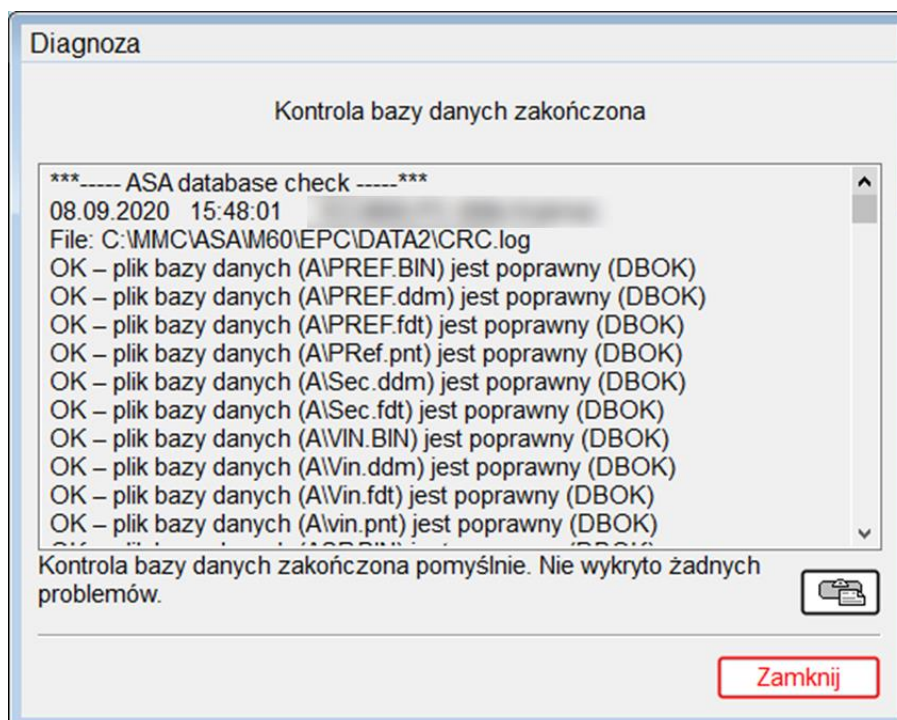 Diagnoza
Kontrola bazy danych zakończona
***----- ASA database check -----***
08.09.2020 15:48:01
File: C:\MMC\ASA\M60\EPC\DATA2\CRC.log
OK – plik bazy danych (A\PREF.BIN) jest poprawny (DBOK)
OK – plik bazy danych (A\PREF.ddm) jest poprawny (DBOK)
OK – plik bazy danych (A\PREF.fdt) jest poprawny (DBOK)
OK – plik bazy danych (A\PRef.pnt) jest poprawny (DBOK)
OK – plik bazy danych (A\Sec.ddm) jest poprawny (DBOK)
OK – plik bazy danych (A\Sec.fdt) jest poprawny (DBOK)
OK – plik bazy danych (A\VIN.BIN) jest poprawny (DBOK)
OK – plik bazy danych (A\Vin.ddm) jest poprawny (DBOK)
OK – plik bazy danych (A\Vin.fdt) jest poprawny (DBOK)
OK – plik bazy danych (A\vin.pnt) jest poprawny (DBOK)
Kontrola bazy danych zakończona pomyślnie. Nie wykryto żadnych
problemów.
Zamknij